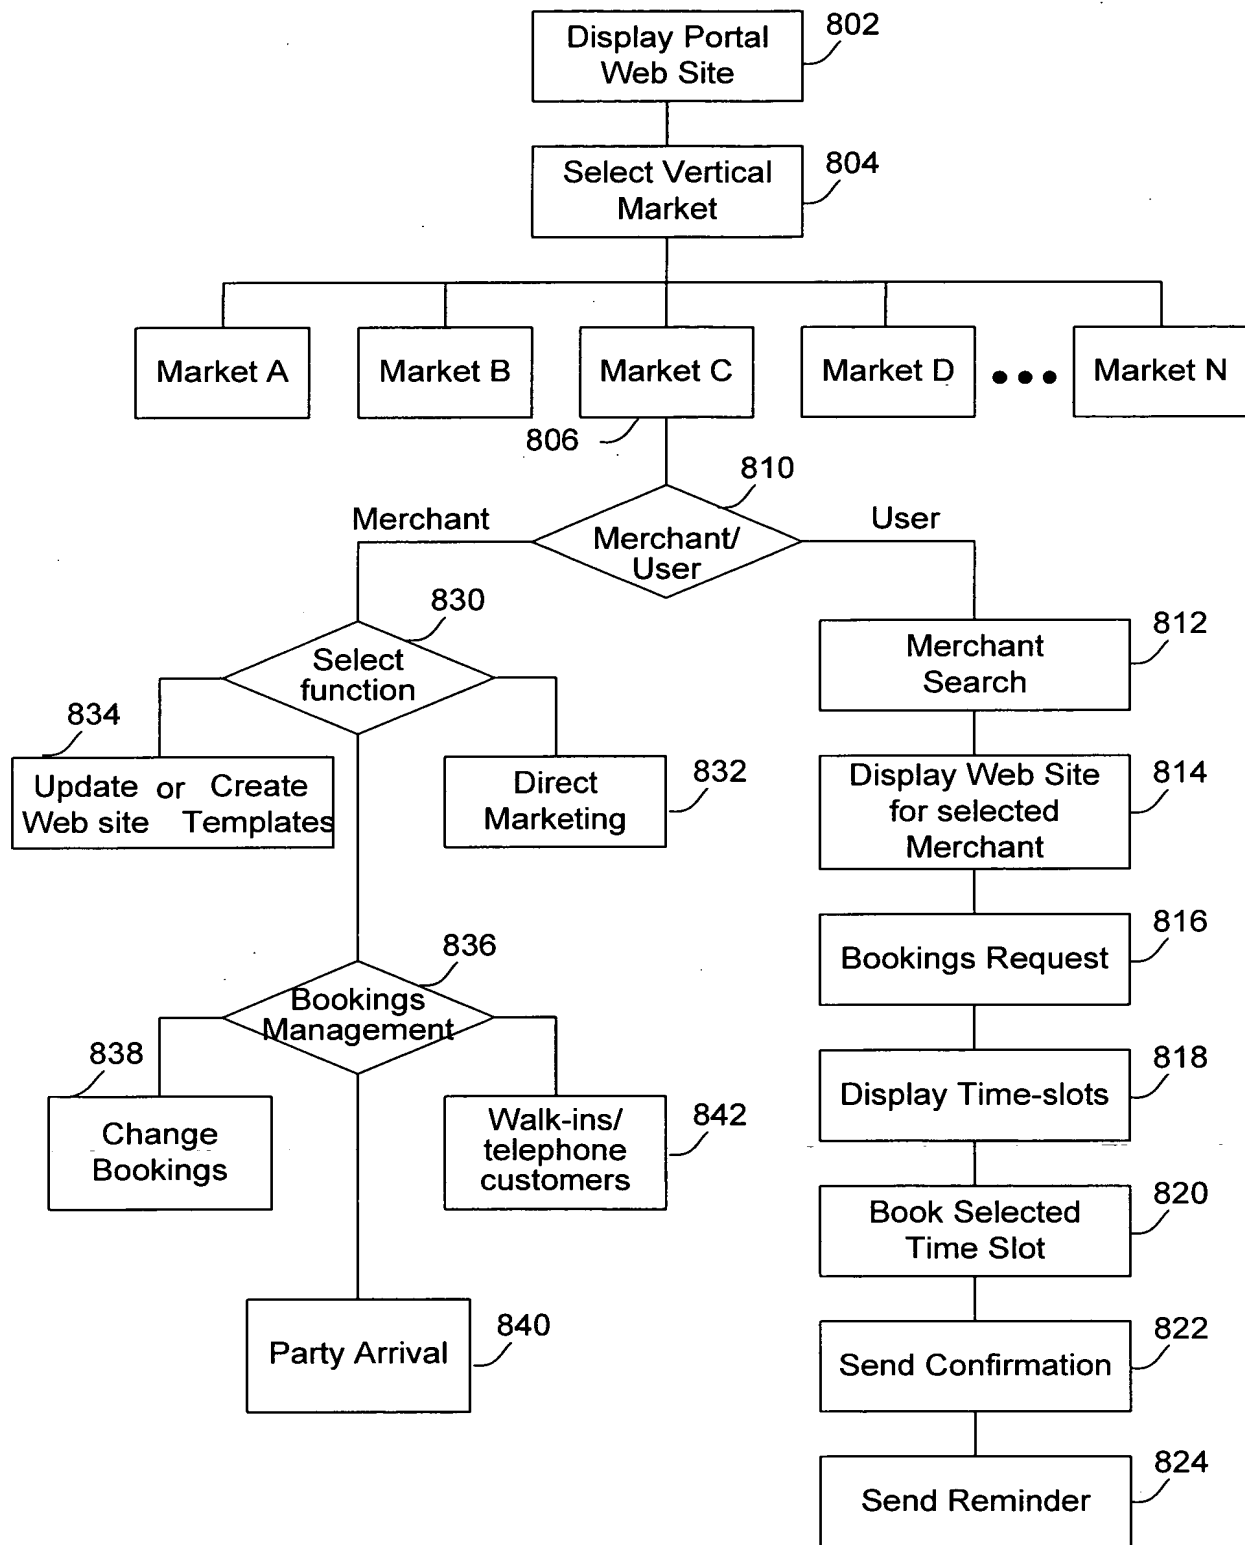 Display Portal
Web Site
802
Select Vertical
Market
804
Market A
Market B
Market C
Market D
●●●
Market N
806
810
Merchant
Merchant/
User
User
830
Select
function
812
Merchant
Search
834
Update or Create
Web site Templates
832
Direct
Marketing
814
Display Web Site
for selected
Merchant
816
Bookings Request
836
Bookings
Management
818
Display Time-slots
838
Change
Bookings
842
Walk-ins/
telephone
customers
820
Book Selected
Time Slot
840
Party Arrival
822
Send Confirmation
824
Send Reminder